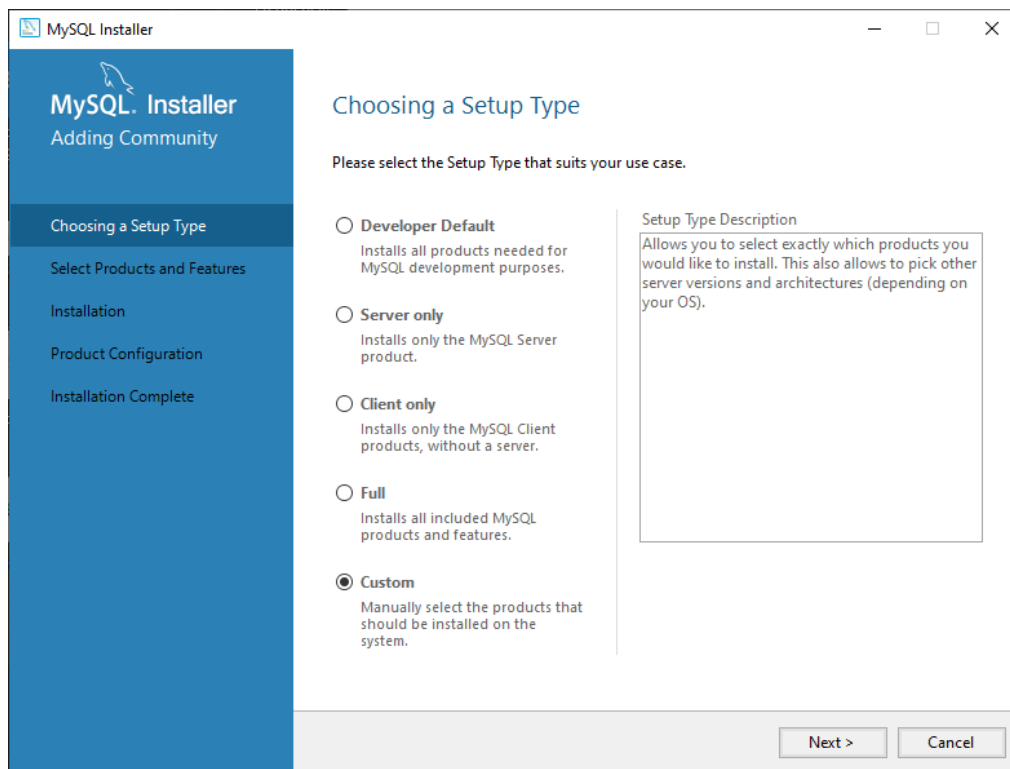 MySQL Installer
MySQL. Installer
Adding Community
Choosing a Setup Type
Select Products and Features
Installation
Product Configuration
Installation Complete
Choosing a Setup Type
Please select the Setup Type that suits your use case.
Developer Default
Installs all products needed for
MySQL development purposes.
Server only
Installs only the MySQL Server
product.
Client only
Installs only the MySQL Client
products, without a server.
Full
Installs all included MySQL
products and features.
Custom
Manually select the products that
should be installed on the
system.
Setup Type Description
Allows you to select exactly which products you
would like to install. This also allows to pick other
server versions and architectures (depending on
your OS).
Next >
Cancel